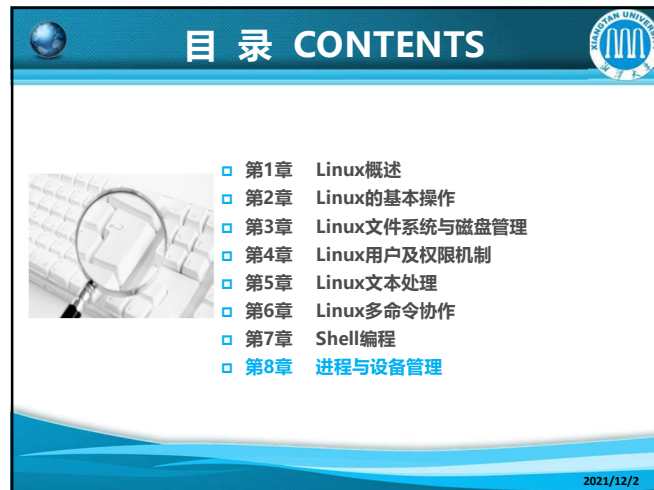 目 录 CONTENTS
XIANGTAN UNIVERSITY
第1章 Linux概述
第2章 Linux的基本操作
第3章 Linux文件系统与磁盘管理
第4章 Linux用户及权限机制
第5章 Linux文本处理
第6章 Linux多命令协作
第7章 Shell编程
第8章 进程与设备管理
2021/12/2